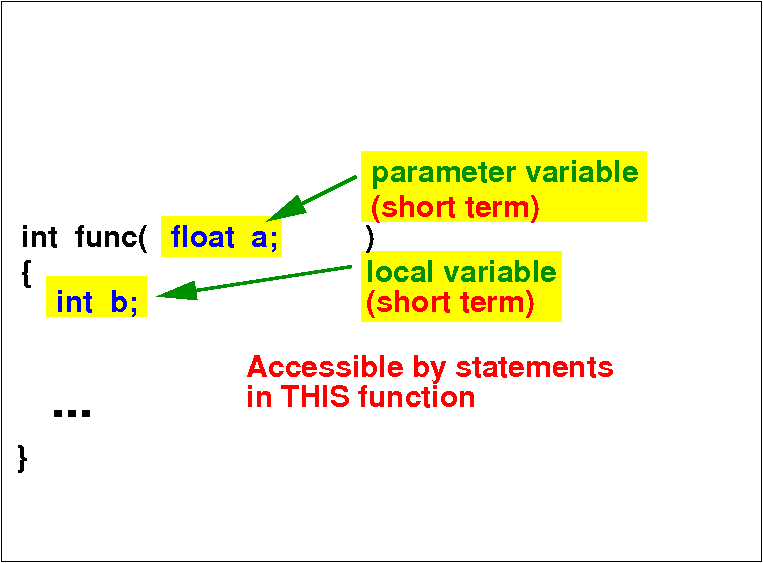 parameter variable
(short term)
int func( float a; )
{
local variable
(short term)
int b;
Accessible by statements
in THIS function
...
}